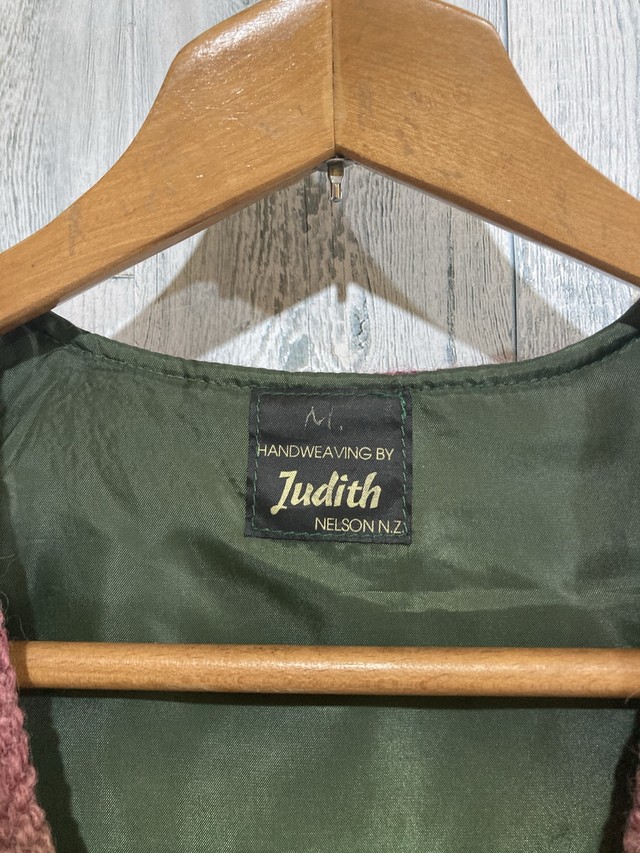 M.
HANDWEAVING BY
Judith
NELSON N.Z.